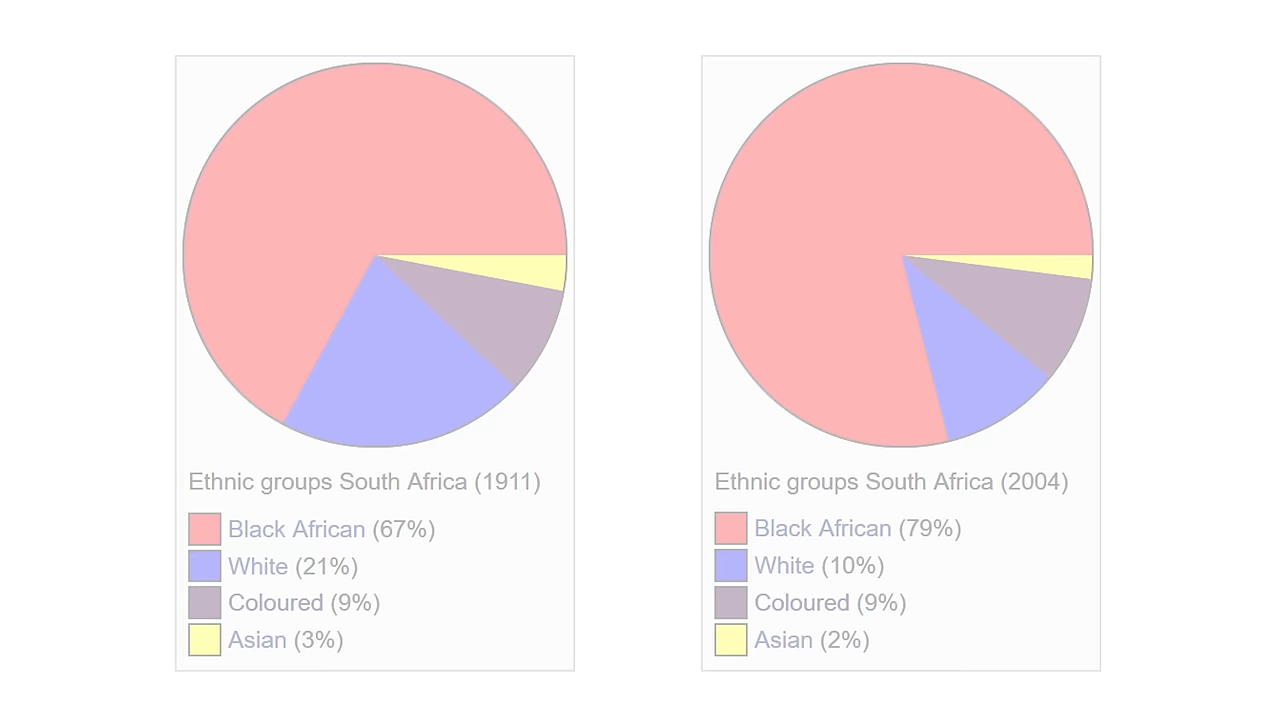 Ethnic groups South Africa (1911)
Black African (67%)
White (21%)
Coloured (9%)
Asian (3%)
Ethnic groups South Africa (2004)
Black African (79%)
White (10%)
Coloured (9%)
Asian (2%)